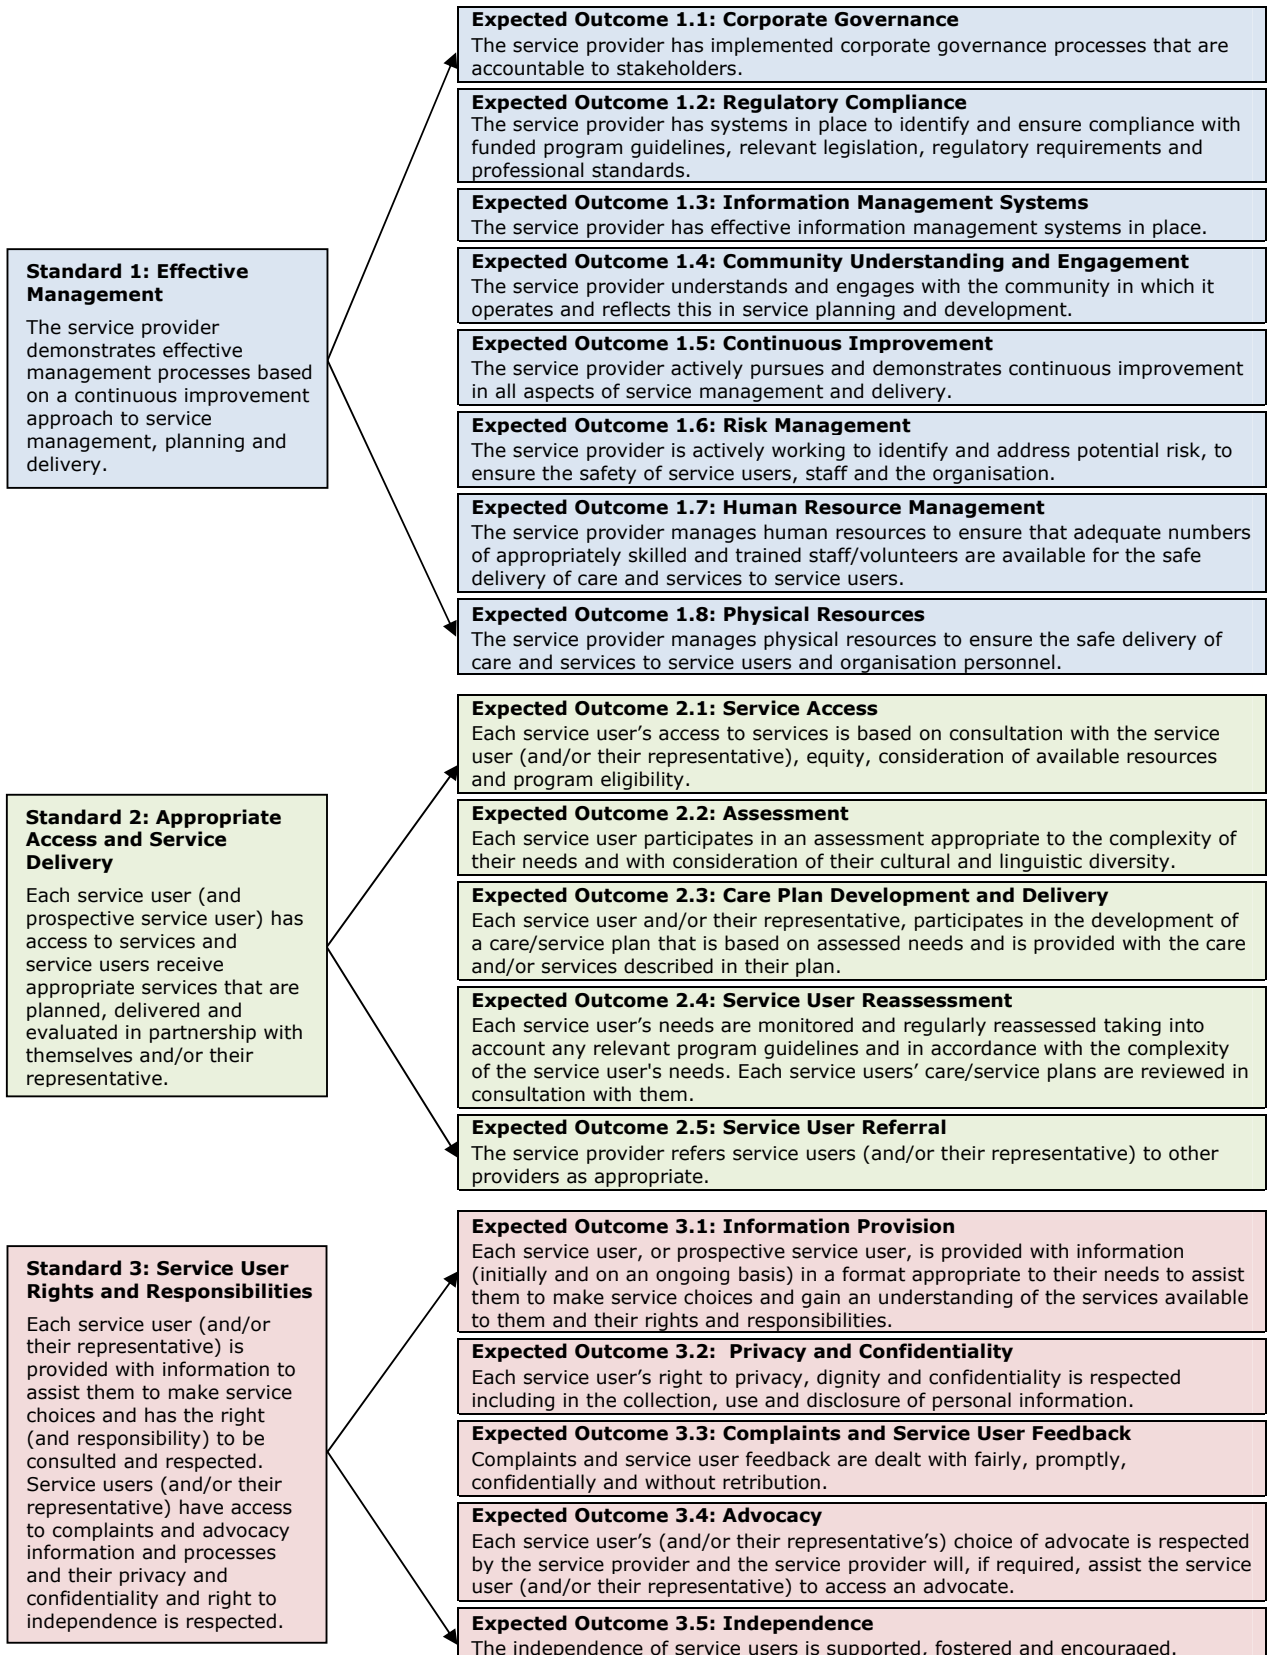 Expected Outcome 1.1: Corporate Governance
The service provider has implemented corporate governance processes that are
accountable to stakeholders.
Expected Outcome 1.2: Regulatory Compliance
The service provider has systems in place to identify and ensure compliance with
funded program guidelines, relevant legislation, regulatory requirements and
professional standards.
Expected Outcome 1.3: Information Management Systems
The service provider has effective information management systems in place.
Standard 1: Effective
Management
The service provider
demonstrates effective
management processes based
on a continuous improvement
approach to service
management, planning and
delivery.
Expected Outcome 1.4: Community Understanding and Engagement
The service provider understands and engages with the community in which it
operates and reflects this in service planning and development.
Expected Outcome 1.5: Continuous Improvement
The service provider actively pursues and demonstrates continuous improvement
in all aspects of service management and delivery.
Expected Outcome 1.6: Risk Management
The service provider is actively working to identify and address potential risk, to
ensure the safety of service users, staff and the organisation.
Expected Outcome 1.7: Human Resource Management
The service provider manages human resources to ensure that adequate numbers
of appropriately skilled and trained staff/volunteers are available for the safe
delivery of care and services to service users.
Expected Outcome 1.8: Physical Resources
The service provider manages physical resources to ensure the safe delivery of
care and services to service users and organisation personnel.
Expected Outcome 2.1: Service Access
Each service user’s access to services is based on consultation with the service
user (and/or their representative), equity, consideration of available resources
and program eligibility.
Standard 2: Appropriate
Access and Service
Delivery
Each service user (and
prospective service user) has
access to services and
service users receive
appropriate services that are
planned, delivered and
evaluated in partnership with
themselves and/or their
representative.
Expected Outcome 2.2: Assessment
Each service user participates in an assessment appropriate to the complexity of
their needs and with consideration of their cultural and linguistic diversity.
Expected Outcome 2.3: Care Plan Development and Delivery
Each service user and/or their representative, participates in the development of
a care/service plan that is based on assessed needs and is provided with the care
and/or services described in their plan.
Expected Outcome 2.4: Service User Reassessment
Each service user’s needs are monitored and regularly reassessed taking into
account any relevant program guidelines and in accordance with the complexity
of the service user's needs. Each service users’ care/service plans are reviewed in
consultation with them.
Expected Outcome 2.5: Service User Referral
The service provider refers service users (and/or their representative) to other
providers as appropriate.
Expected Outcome 3.1: Information Provision
Each service user, or prospective service user, is provided with information
(initially and on an ongoing basis) in a format appropriate to their needs to assist
them to make service choices and gain an understanding of the services available
to them and their rights and responsibilities.
Standard 3: Service User
Rights and Responsibilities
Each service user (and/or
their representative) is
provided with information to
assist them to make service
choices and has the right
(and responsibility) to be
consulted and respected.
Service users (and/or their
representative) have access
to complaints and advocacy
information and processes
and their privacy and
confidentiality and right to
independence is respected.
Expected Outcome 3.2:  Privacy and Confidentiality
Each service user’s right to privacy, dignity and confidentiality is respected
including in the collection, use and disclosure of personal information.
Expected Outcome 3.3: Complaints and Service User Feedback
Complaints and service user feedback are dealt with fairly, promptly,
confidentially and without retribution.
Expected Outcome 3.4: Advocacy
Each service user’s (and/or their representative’s) choice of advocate is respected
by the service provider and the service provider will, if required, assist the service
user (and/or their representative) to access an advocate.
Expected Outcome 3.5: Independence
The independence of service users is supported, fostered and encouraged.